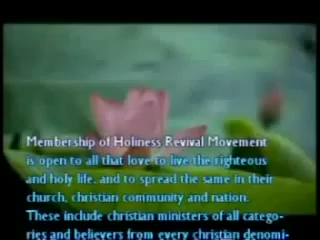 Membership of Holiness Revival Movement
is open to all that love to live the righteous
and holy life, and to spread the same in their
church, christian community and nation.
These include christian ministers of all catego-
ries and believers from every christian denomi-